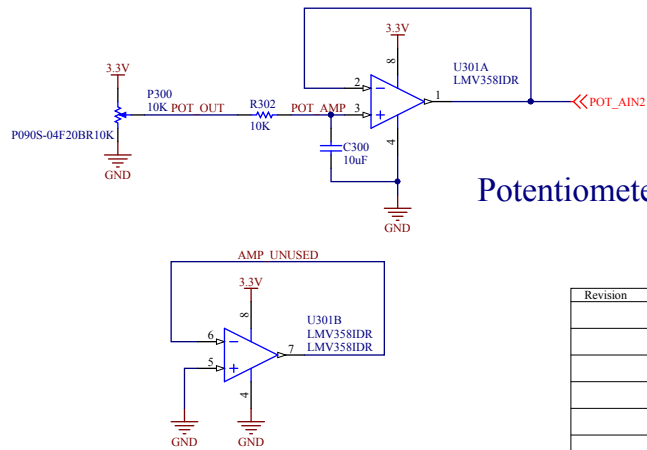 3.3V
8
2
U301A
LMV358IDR
1
POT_AIN2
3.3V
P300
10K
POT_OUT
R302
10K
POT_AMP
3
P090S-04F20BR10K
C300
10uF
4
GND
GND
Potentiomete
AMP_UNUSED
3.3V
8
U301B
LMV358IDR
LMV358IDR
6
7
5
4
GND
GND
Revision